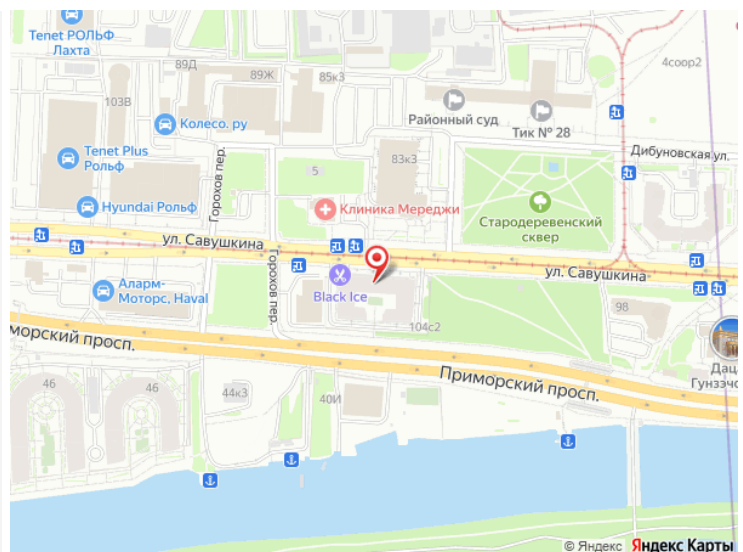 Tenet РОЛЬФ
Лахта
89Д
89Ж
85к3
4соор2
103В
Колесо. ру
Районный суд
Тик № 28
Дибуновская ул.
Tenet Plus
Рольф
Горохов пер.
5
83к3
Hyundai Рольф
Клиника Мереджи
Стародеревенский
сквер
ул. Савушкина
ул. Савушкина
Горохов пер.
Аларм-
Моторс, Haval
Black Ice
98
104с2
морский просп.
Даца
Гунзэчо
Приморский просп.
46
46
44к3
40И
© Яндекс Яндекс Карты